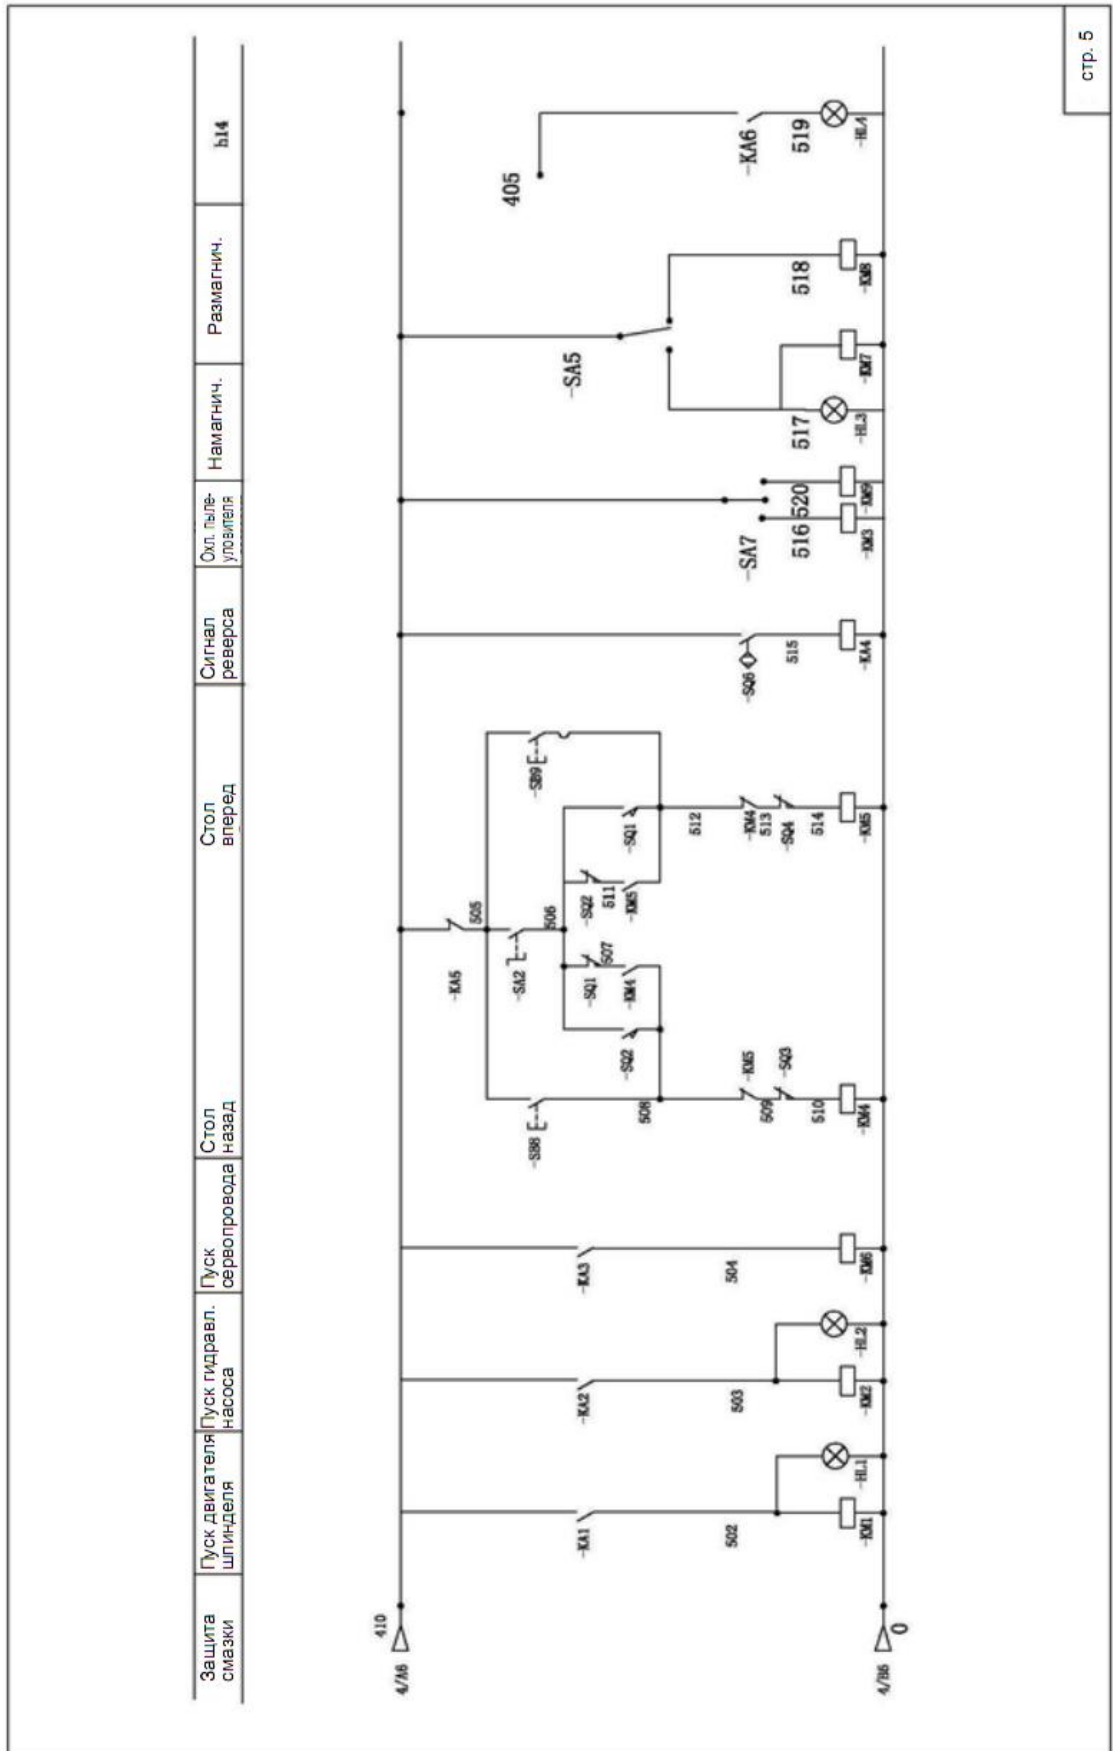 Защита
смазки
Пуск двигателя
шпинделя
Пуск гидравл.
насоса
Пуск
сервопровода
Стол
назад
Стол
вперед
Сигнал
реверса
Охл. пыле-
уловителя
Намагнич.
Размагнич.
h14
4/A6
410
-KA1
502
-KM1
-HL1
-KA2
503
-KM2
-HL2
-KA3
504
-KM6
-KA5
505
-SB8
-SA2
506
-SB9
-SQ2
-SQ1
507
-KM4
-SQ2
511
-KM5
-SQ1
508
-KM5
509
-SQ3
510
-KM4
512
-KM4
513
-SQ4
514
-KM5
-SQ6
515
-KA4
-SA7
516
520
-KM3
-KM9
-SA5
517
-HL3
-KM7
518
-KM8
405
-KA6
519
-HL4
4/B6
0
стр. 5